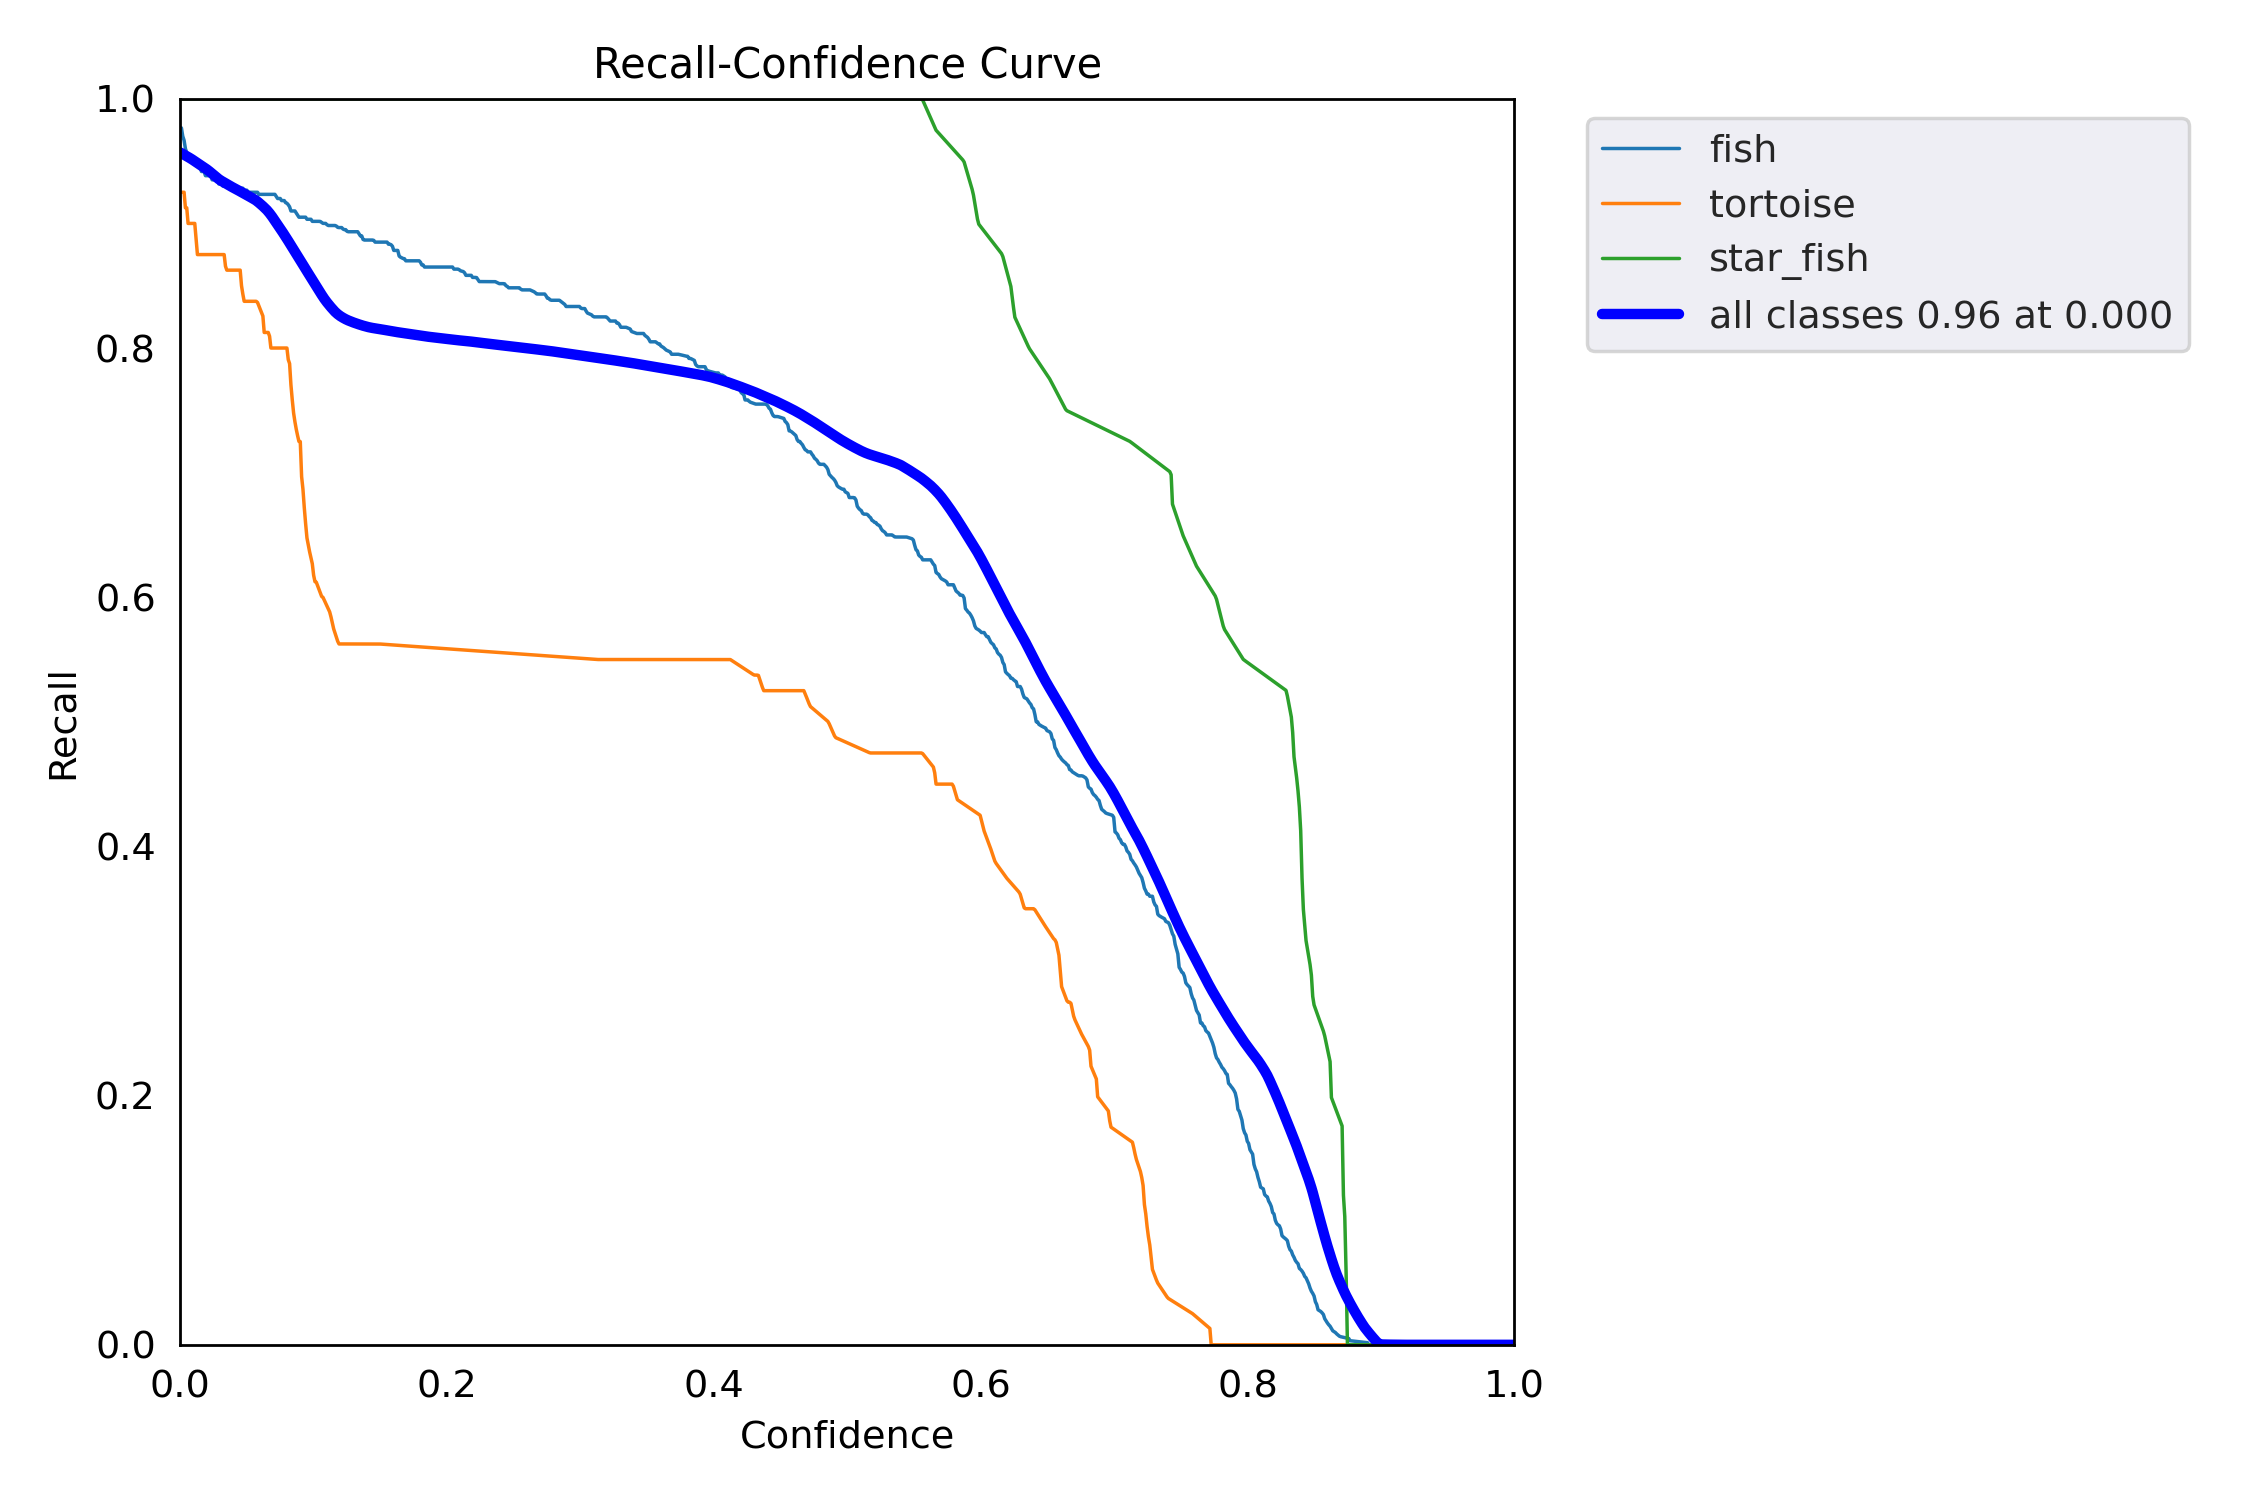 Recall-Confidence Curve
1.0
0.8
0.6
0.4
0.2
0.0
Recall
0.0 0.2 0.4 0.6 0.8 1.0
Confidence
fish
tortoise
star_fish
all classes 0.96 at 0.000